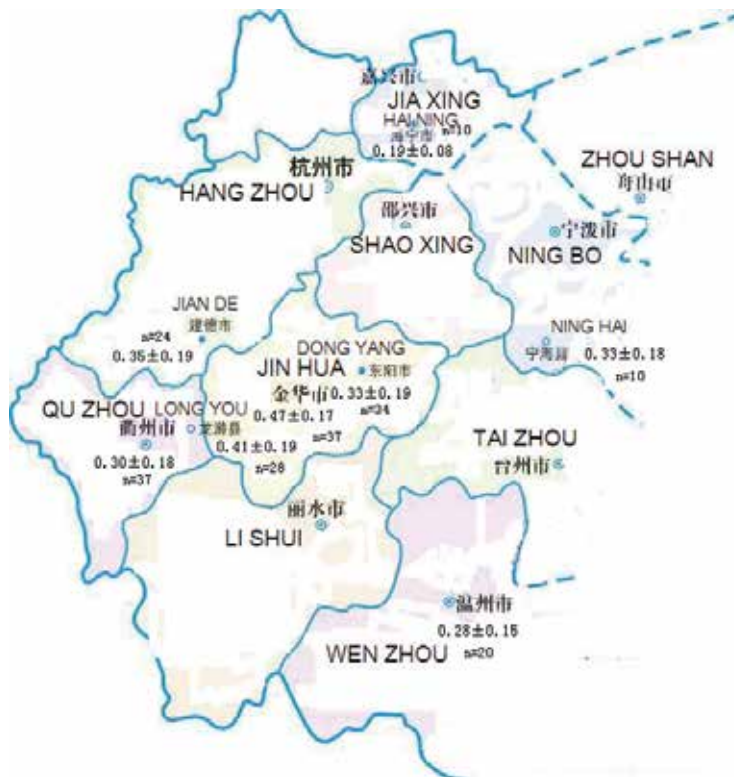 嘉兴市
JIA XING
HAI NING
海宁市 n=10
0.19±0.08
杭州市
HANG ZHOU
ZHOU SHAN
舟山市
邵兴市
SHAO XING
宁波市
NING BO
JIAN DE
建德市
n=24
0.35±0.19
NING HAI
宁海县 0.33±0.18
n=10
DONG YANG
东阳市
JIN HUA
金华市 0.33±0.19
0.47±0.17 n=34
n=37
QU ZHOU LONG YOU
衢州市 龙游县
0.41±0.19
0.30±0.18 n=28
n=37
TAI ZHOU
台州市
丽水市
LI SHUI
温州市
0.28±0.15
WEN ZHOU n=20